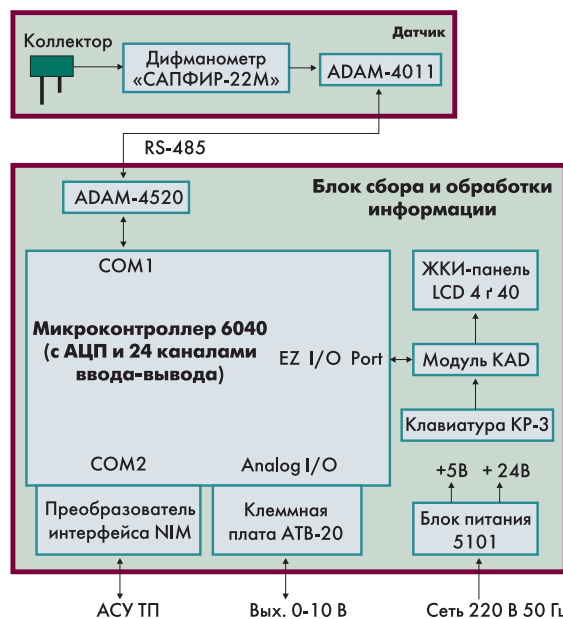 Датчик
Коллектор
Дифманометр
«САПФИР-22М»
ADAM-4011
RS-485
ADAM-4520
Блок сбора и обработки
информации
COM1
ЖКИ-панель
LCD 4 ґ 40
Микроконтроллер 6040
(с АЦП и 24 каналами
ввода-вывода)
EZ I/O Port
Модуль KAD
Клавиатура КР-3
COM2
Analog I/O
+5В
+ 24В
Преобразователь
интерфейса NIM
Клеммная
плата АТВ-20
Блок питания
5101
АСУ ТП
Вых. 0-10 В
Сеть 220 В 50 Гц